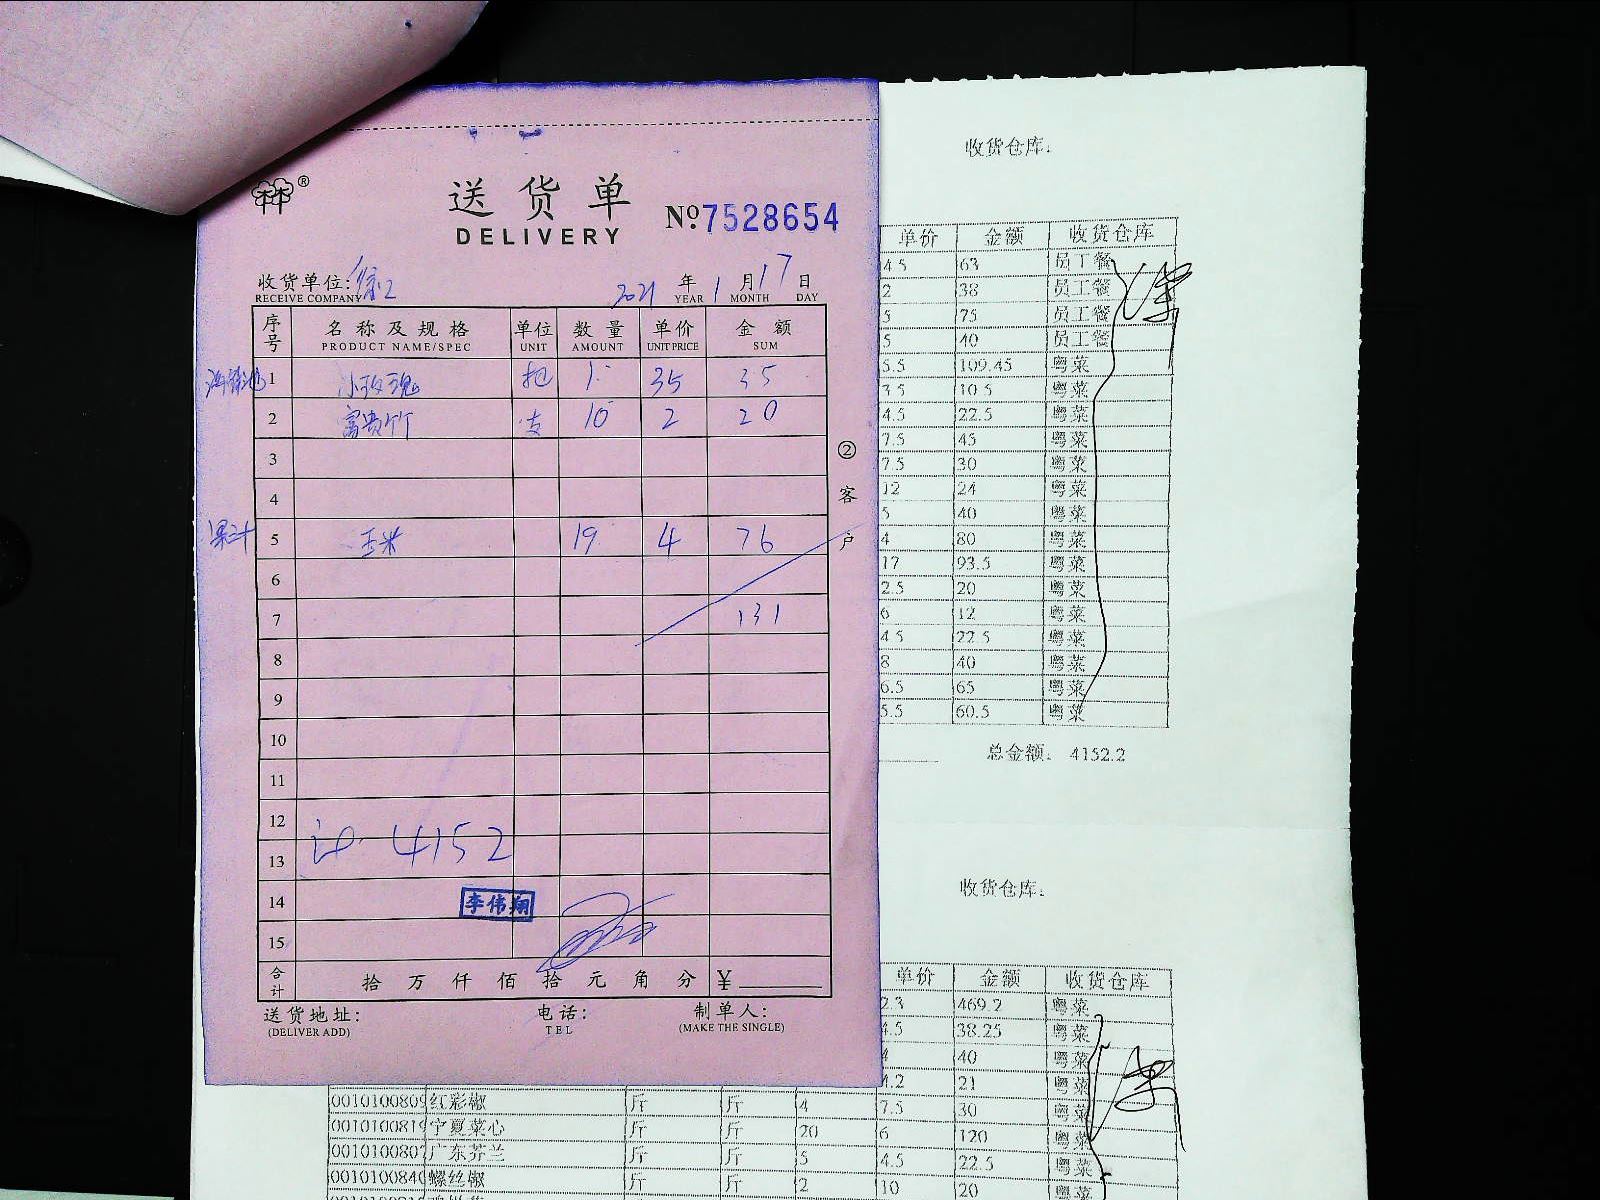 送货单
DELIVERY
№ 7528654
收货单位: 徐工 2021 年 1 月 17 日
RECEIVE COMPANY YEAR MONTH DAY
序号 名称及规格 单位 数量 单价 金额
PRODUCT NAME/SPEC UNIT AMOUNT UNIT PRICE SUM
海鲜池 1 小玫瑰 把 1 35 35
2 富贵竹 支 10 2 20
3
4
果汁 5 玉米 19 4 76
6
7 131
8
9
10
11
12
13
计 4152
14 李伟翔
15
合计 拾万仟佰拾元角分 ¥
送货地址: 电话: 制单人:
(DELIVER ADD) TEL (MAKE THE SINGLE)
②客户
收货仓库:
单价 金额 收货仓库
4.5 63 员工餐
2 38 员工餐
5 75 员工餐
5 40 员工餐
5.5 109.45 粤菜
3.5 10.5 粤菜
4.5 22.5 粤菜
7.5 45 粤菜
7.5 30 粤菜
12 24 粤菜
5 40 粤菜
4 80 粤菜
17 93.5 粤菜
2.5 20 粤菜
6 12 粤菜
4.5 22.5 粤菜
8 40 粤菜
6.5 65 粤菜
5.5 60.5 粤菜
总金额: 4152.2
收货仓库:
单价 金额 收货仓库
2.3 469.2 粤菜
4.5 38.25 粤菜
4 40 粤菜
4.2 21 粤菜
0010100809 红彩椒 斤 斤 4 7.5 30 粤菜
0010100819 宁夏菜心 斤 斤 20 6 120 粤菜
0010100807 广东芥兰 斤 斤 5 4.5 22.5 粤菜
0010100840 螺丝椒 斤 斤 2 10 20 粤菜